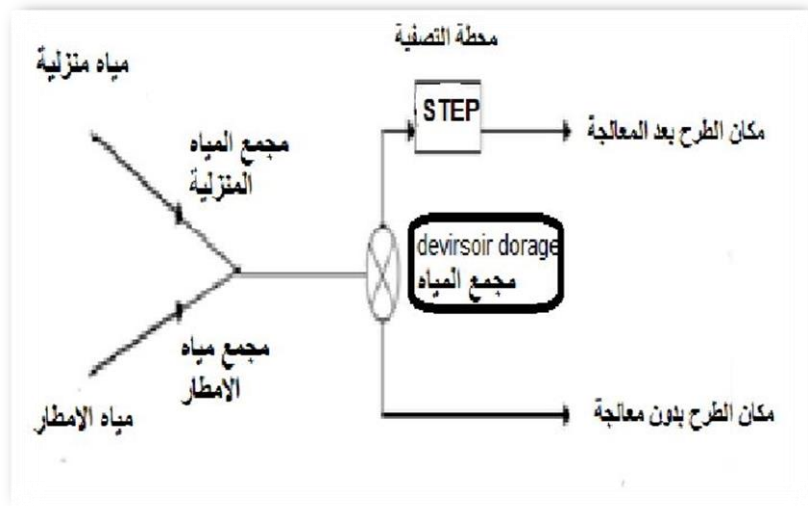 محطة التصفية
مياه منزلية
STEP
مكان الطرح بعد المعالجة
مجمع المياه
المنزلية
devirsoir dorage
مجمع المياه
مجمع مياه
الامطار
مياه الامطار
مكان الطرح بدون معالجة